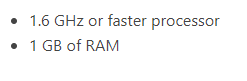 • 1.6 GHz or faster processor
• 1 GB of RAM